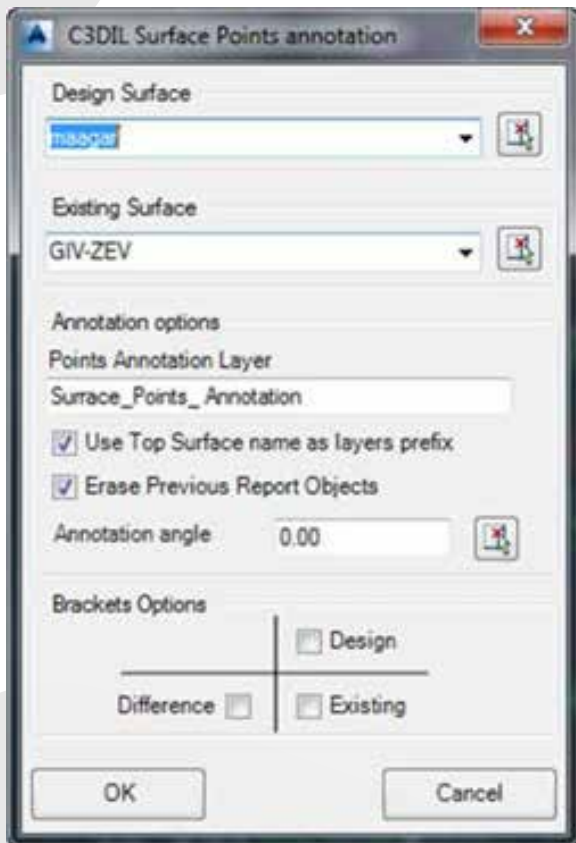 C3DIL Surface Points annotation
Design Surface
maagar
Existing Surface
GIV-ZEV
Annotation options
Points Annotation Layer
Surrace_Points_ Annotation
Use Top Surface name as layers prefix
Erase Previous Report Objects
Annotation angle 0.00
Brackets Options
Design
Difference Existing
OK Cancel